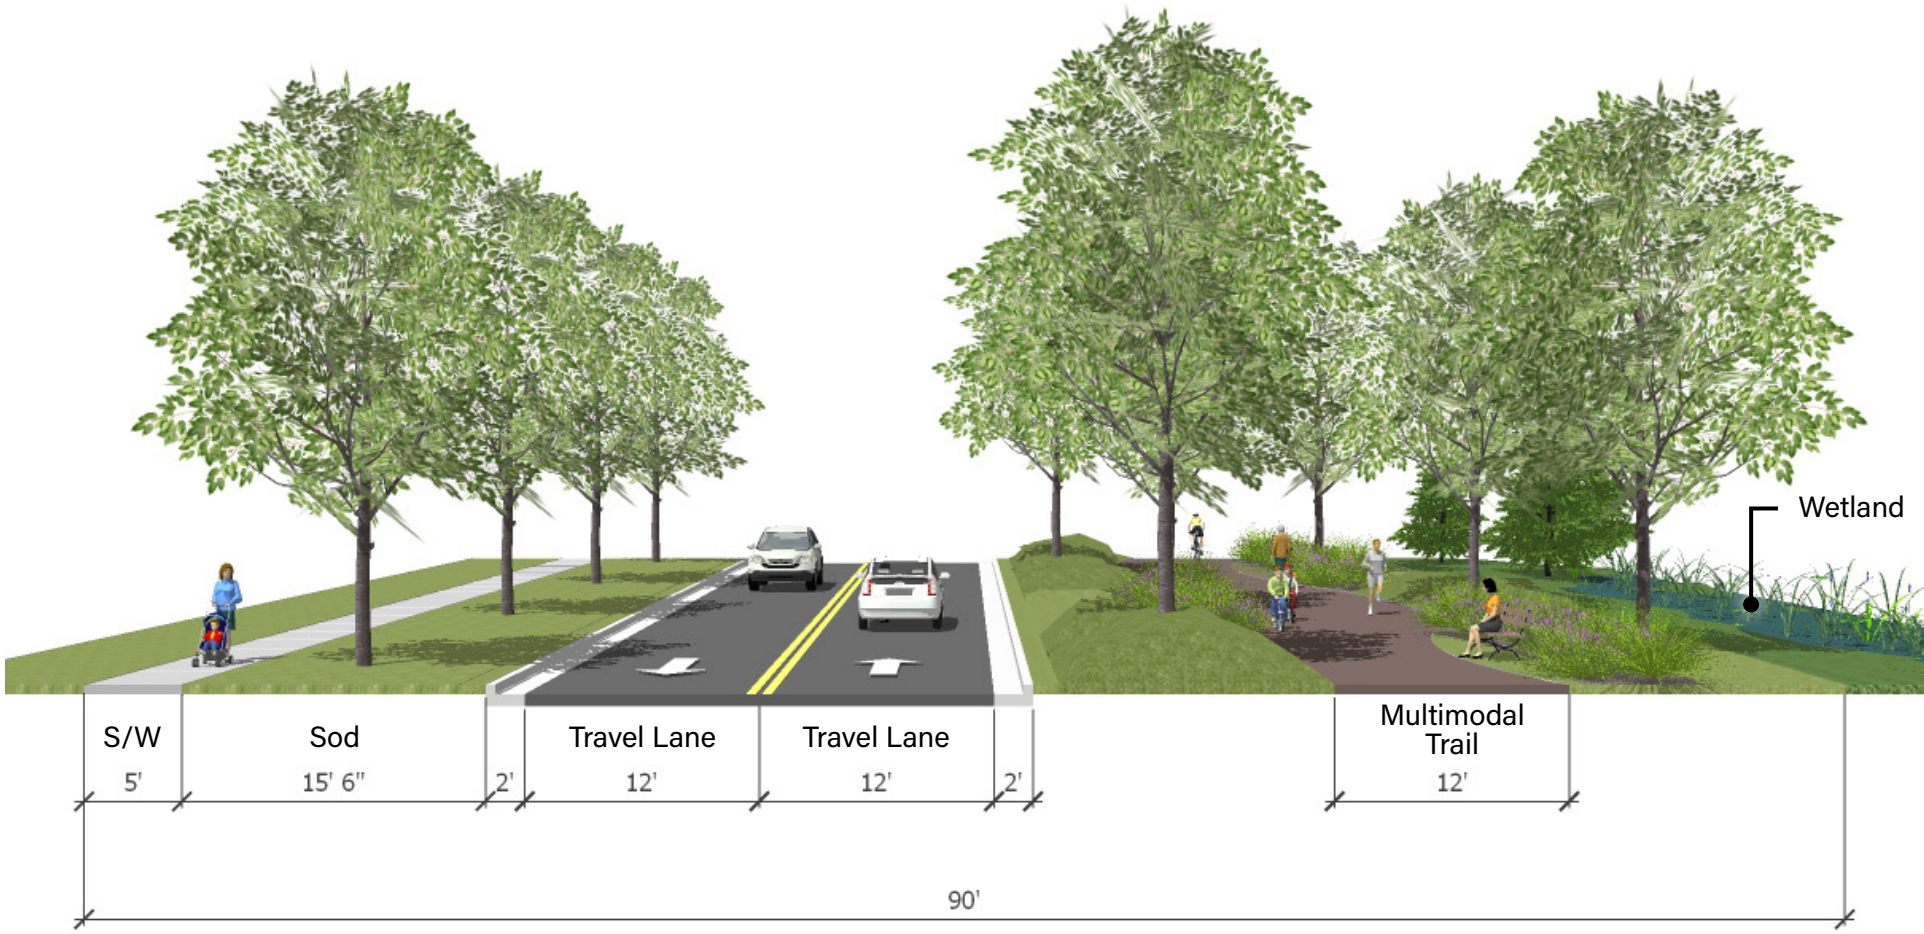 Wetland
S/W
Sod
Travel Lane
Travel Lane
Multimodal
Trail
5'
15' 6"
2'
12'
12'
2'
12'
90'